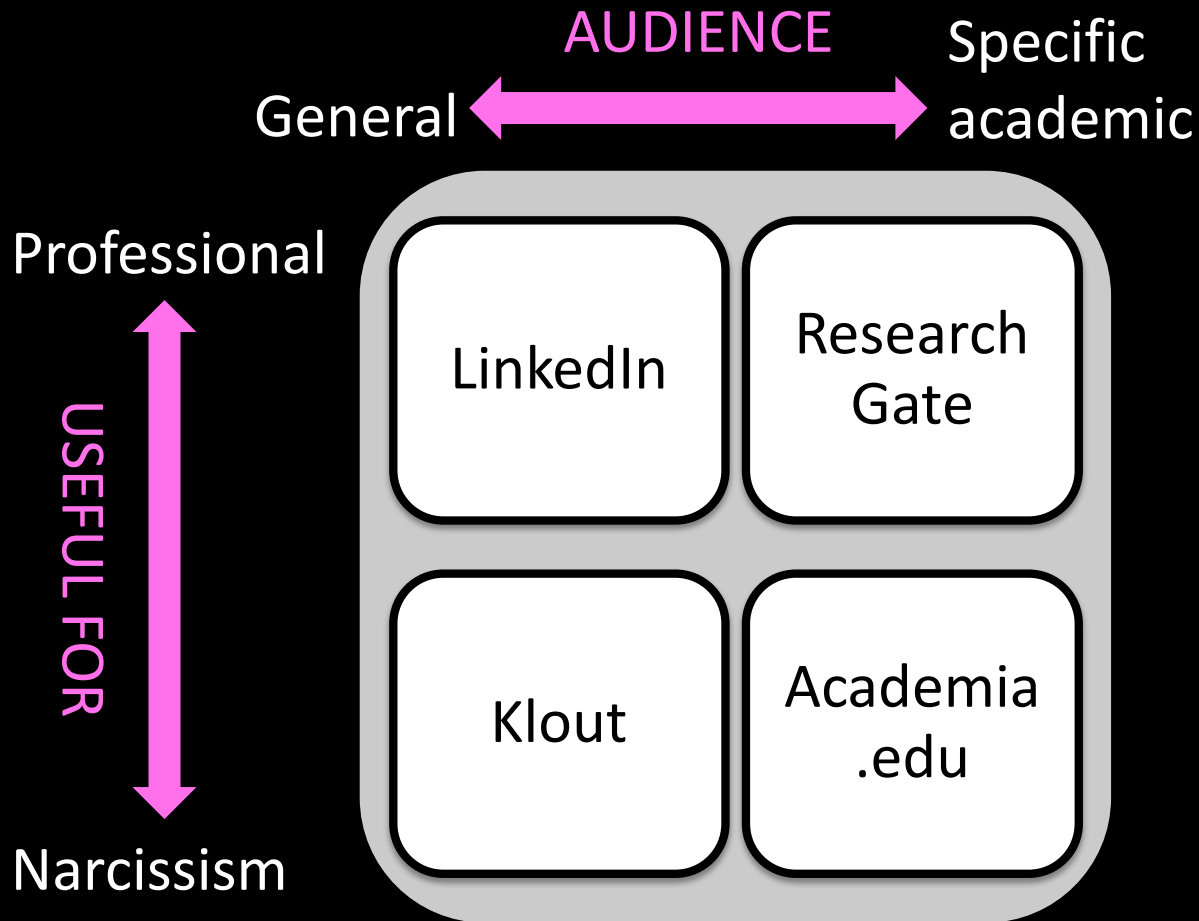 AUDIENCE
General
Specific
academic
Professional
USEFUL FOR
Narcissism
LinkedIn
Research
Gate
Klout
Academia
.edu